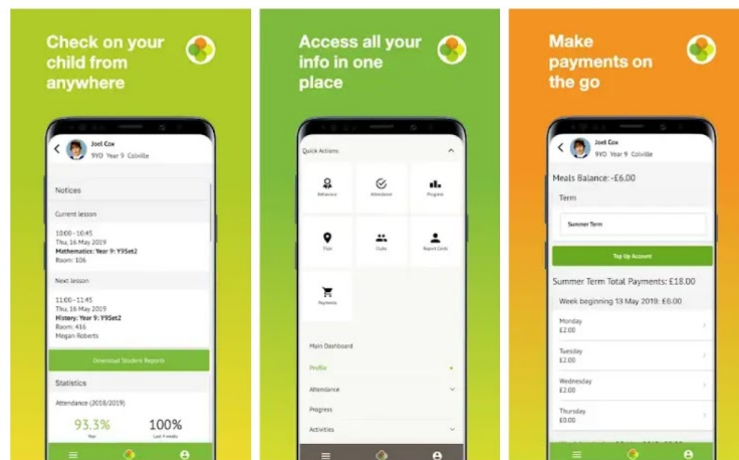 Check on your
child from
anywhere
Joel Cox
9YO Year 9 Colville
Notices
Current lesson
10:00 - 10:45
Thu, 16 May 2019
Mathematics: Year 9: Y9Set2
Room: 106
Next lesson
11:00 - 11:45
Thu, 16 May 2019
History: Year 9: Y9Set2
Room: 416
Megan Roberts
Download Student Reports
Statistics
Attendance (2018/2019)
93.3% 100%
Year Last 4 weeks
Access all your
info in one
place
Quick Actions
Behaviour Attendance Progress
Trips Clubs Report Cards
Payments
Main Dashboard
Profile
Attendance
Progress
Activities
Make
payments on
the go
Joel Cox
9YO Year 9 Colville
Meals Balance: -£6.00
Term
Summer Term
Top Up Account
Summer Term Total Payments: £18.00
Week beginning 13 May 2019: £6.00
Monday
£2.00
Tuesday
£2.00
Wednesday
£2.00
Thursday
£0.00